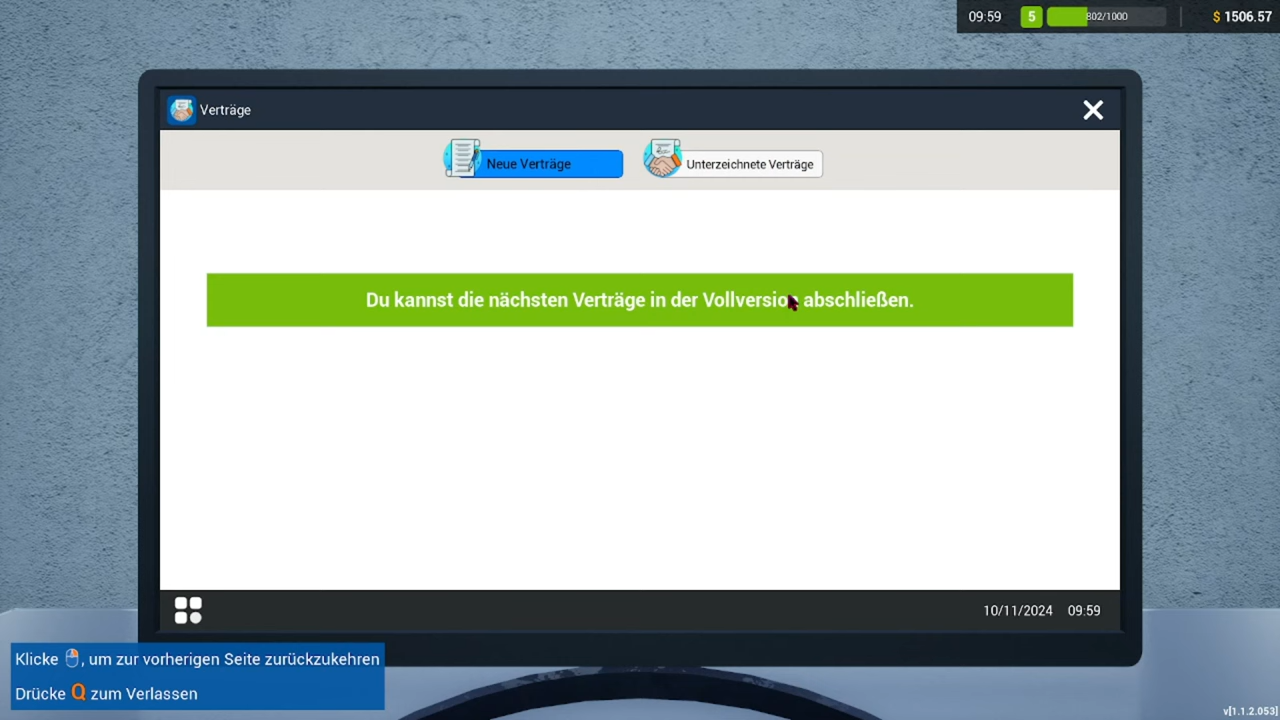 09:59 5 802/1000 $ 1506.57
Verträge
Neue Verträge Unterzeichnete Verträge
Du kannst die nächsten Verträge in der Vollversion abschließen.
10/11/2024 09:59
Klicke , um zur vorherigen Seite zurückzukehren
Drücke Q zum Verlassen
v[1.1.2.053]